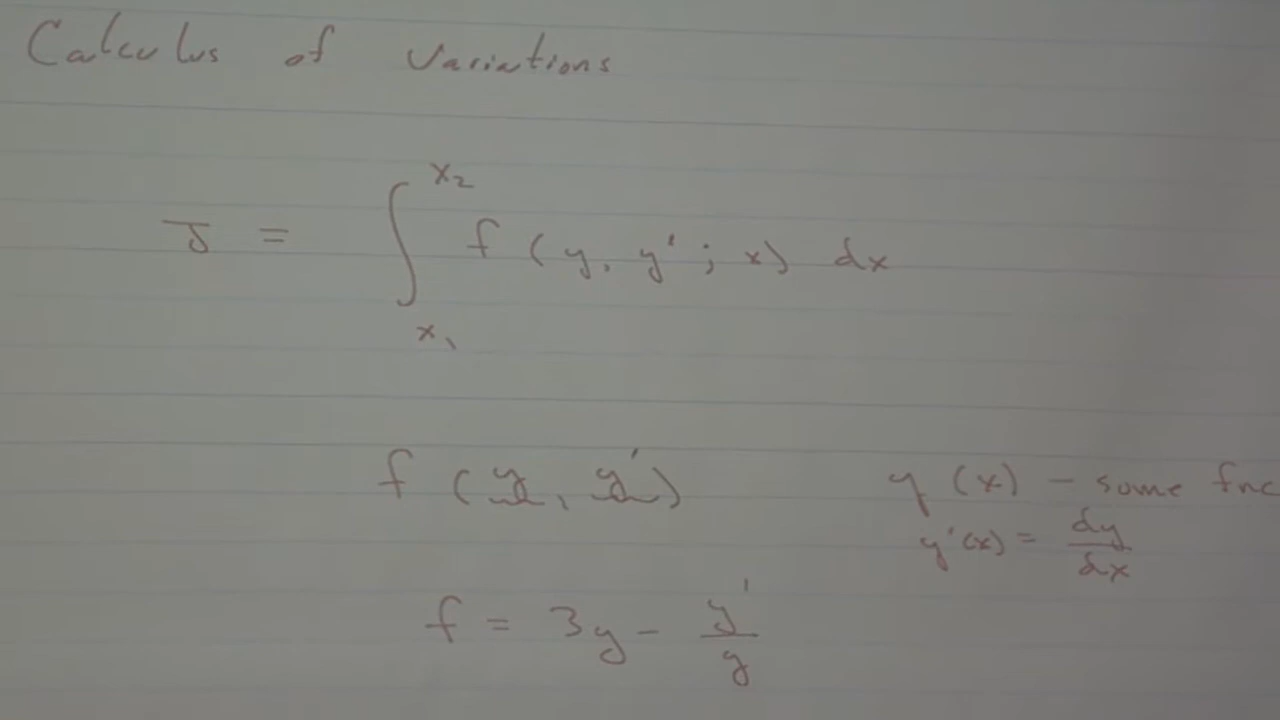 Calculus of Variations
J = ∫_{x₁}^{x₂} f (y, y' ; x) dx
f (y, y') y (x) - some fnc
y'(x) = dy/dx
f = 3y - y'/y